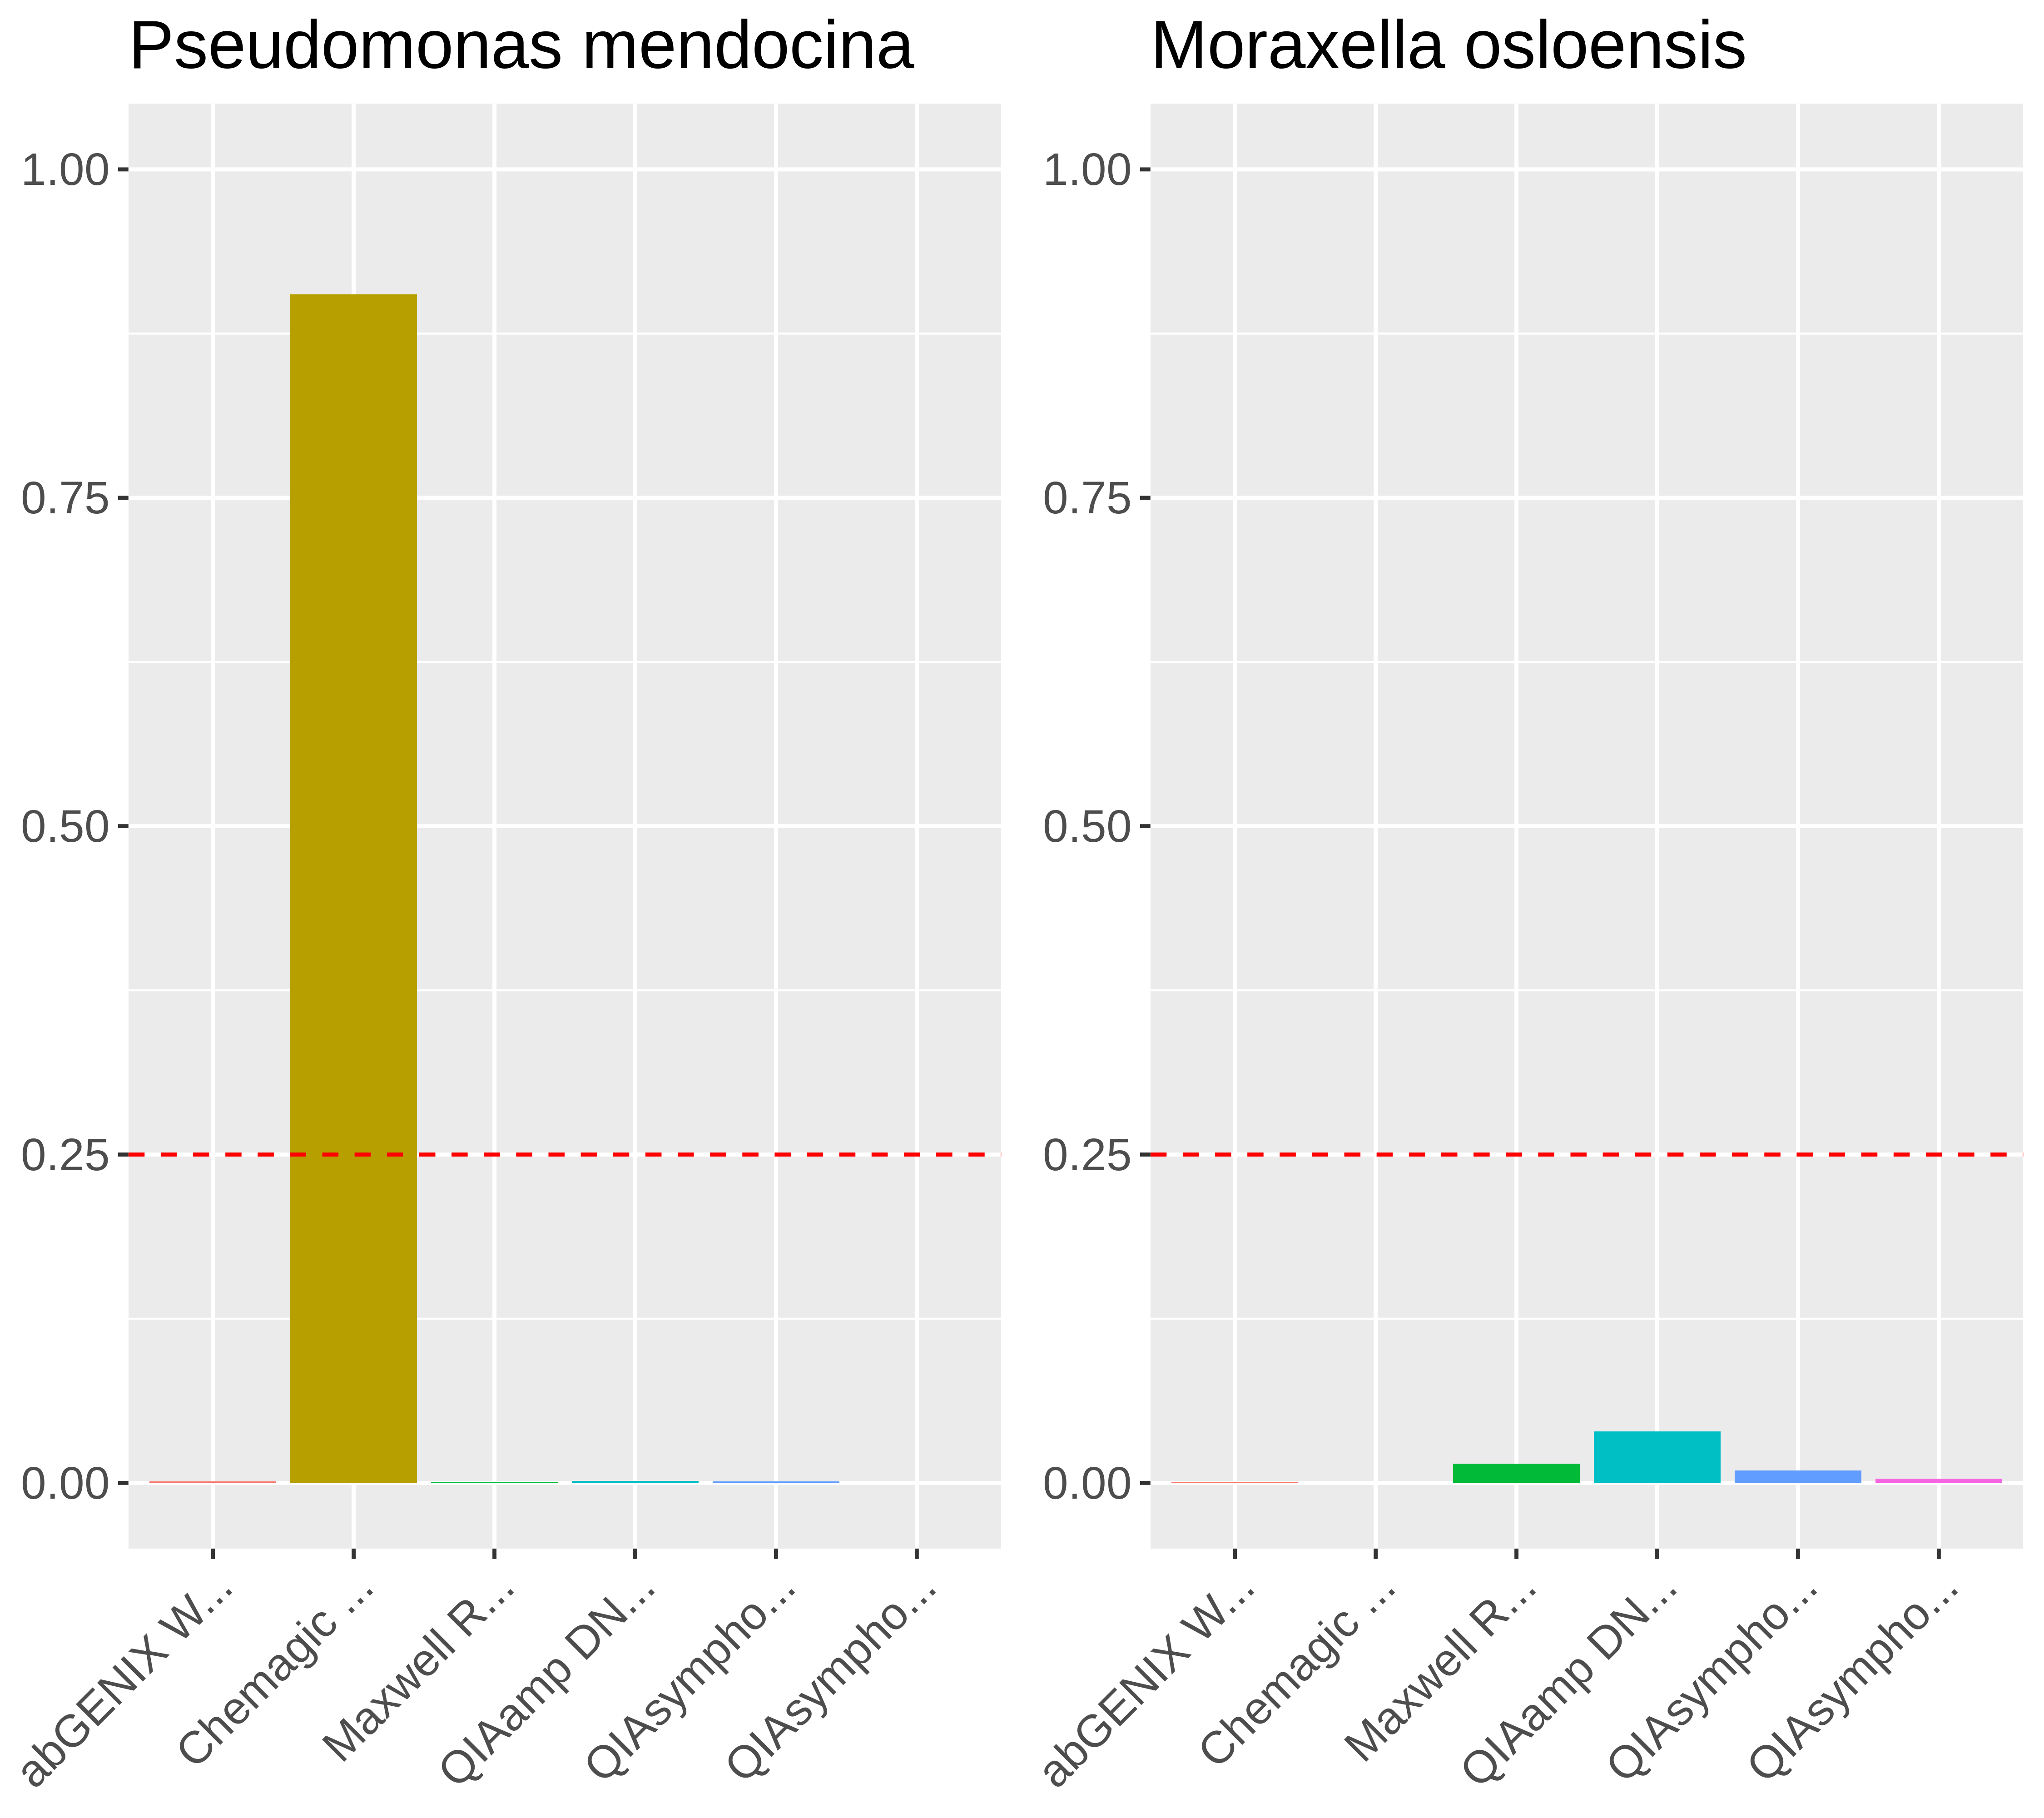 Pseudomonas mendocina
1.00
0.75
0.50
0.25
0.00
abGENIX W...
Chemagic ...
Maxwell R...
QIAamp DN...
QIAsympho...
QIAsympho...
Moraxella osloensis
1.00
0.75
0.50
0.25
0.00
abGENIX W...
Chemagic ...
Maxwell R...
QIAamp DN...
QIAsympho...
QIAsympho...